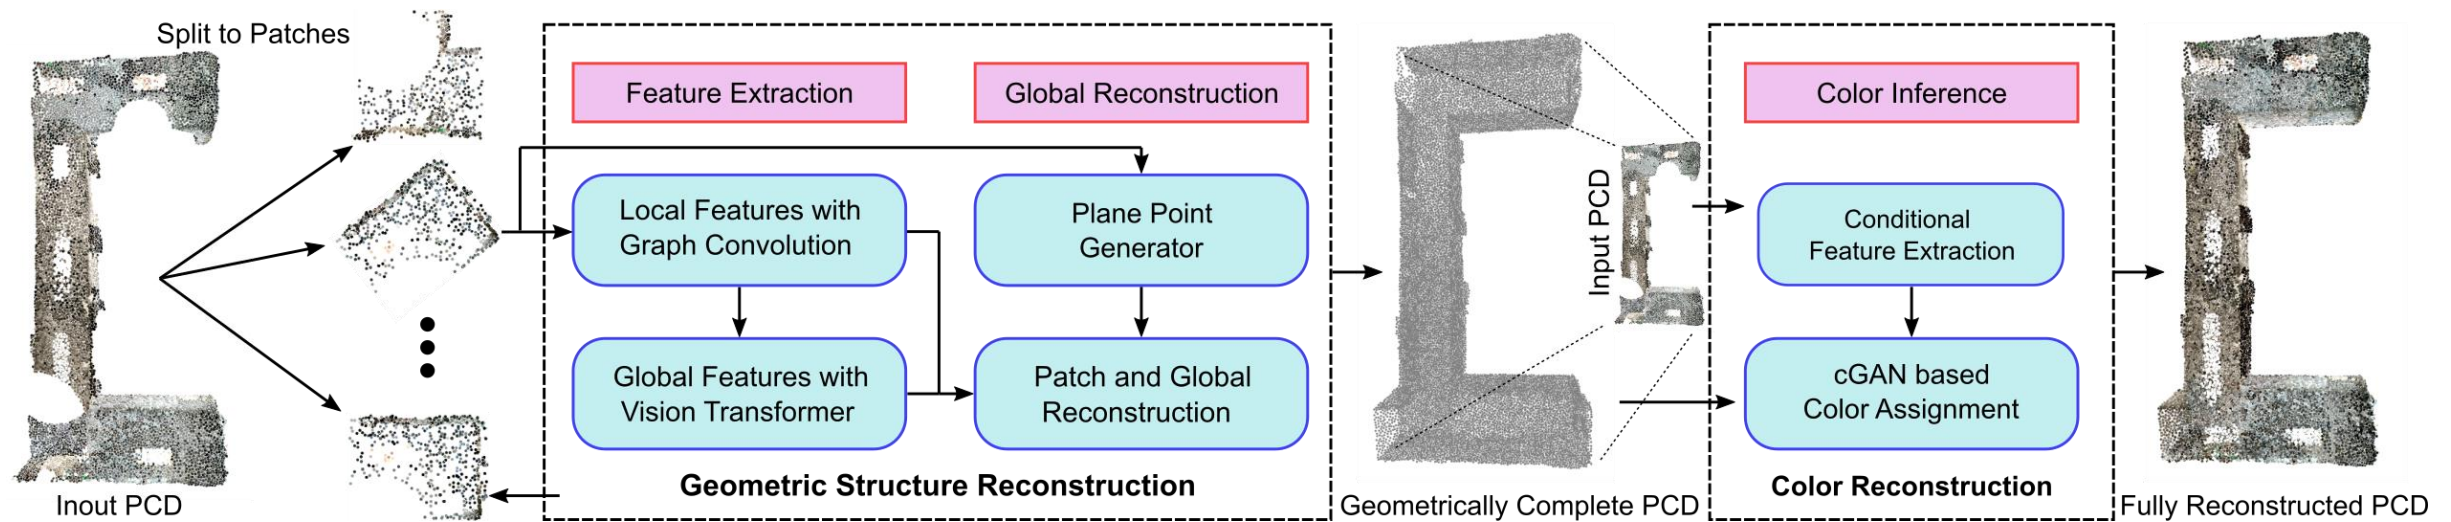 Split to Patches
Inout PCD
Feature Extraction
Global Reconstruction
Local Features with
Graph Convolution
Plane Point
Generator
Global Features with
Vision Transformer
Patch and Global
Reconstruction
Geometric Structure Reconstruction
Geometrically Complete PCD
Input PCD
Color Inference
Conditional
Feature Extraction
cGAN based
Color Assignment
Color Reconstruction
Fully Reconstructed PCD